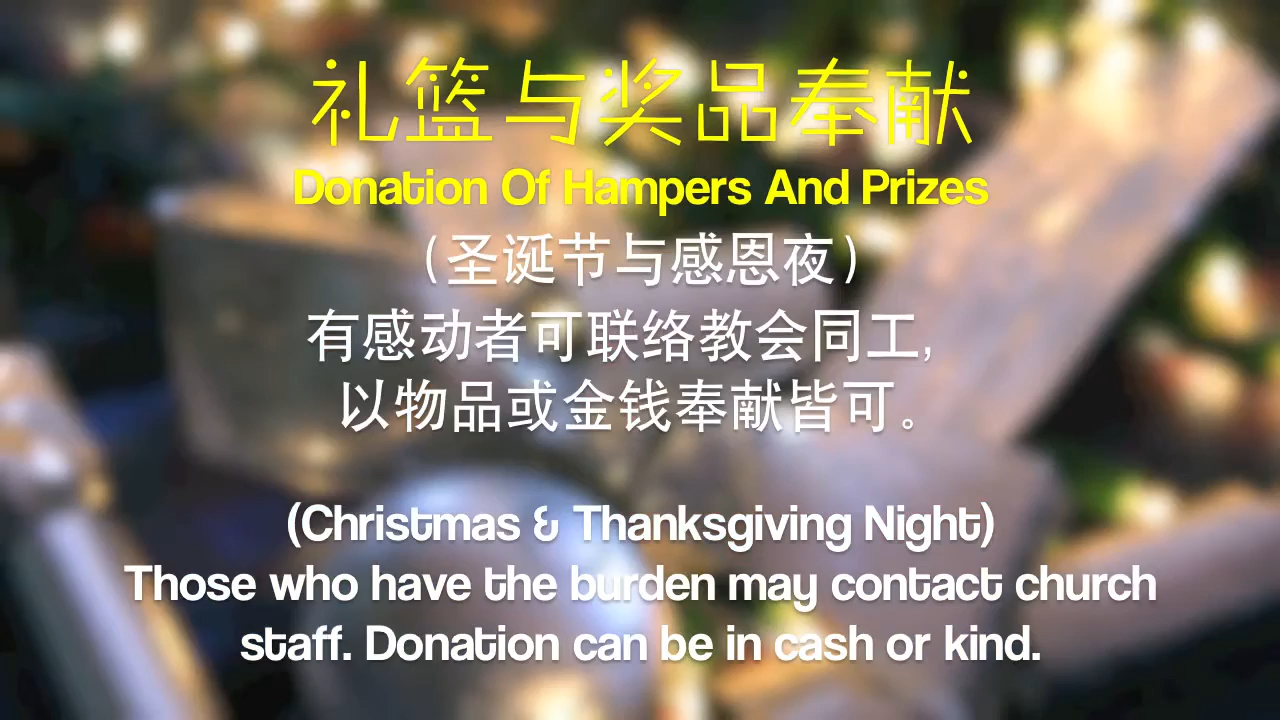 礼篮与奖品奉献
Donation Of Hampers And Prizes
（圣诞节与感恩夜）
有感动者可联络教会同工,
以物品或金钱奉献皆可。
(Christmas & Thanksgiving Night)
Those who have the burden may contact church
staff. Donation can be in cash or kind.